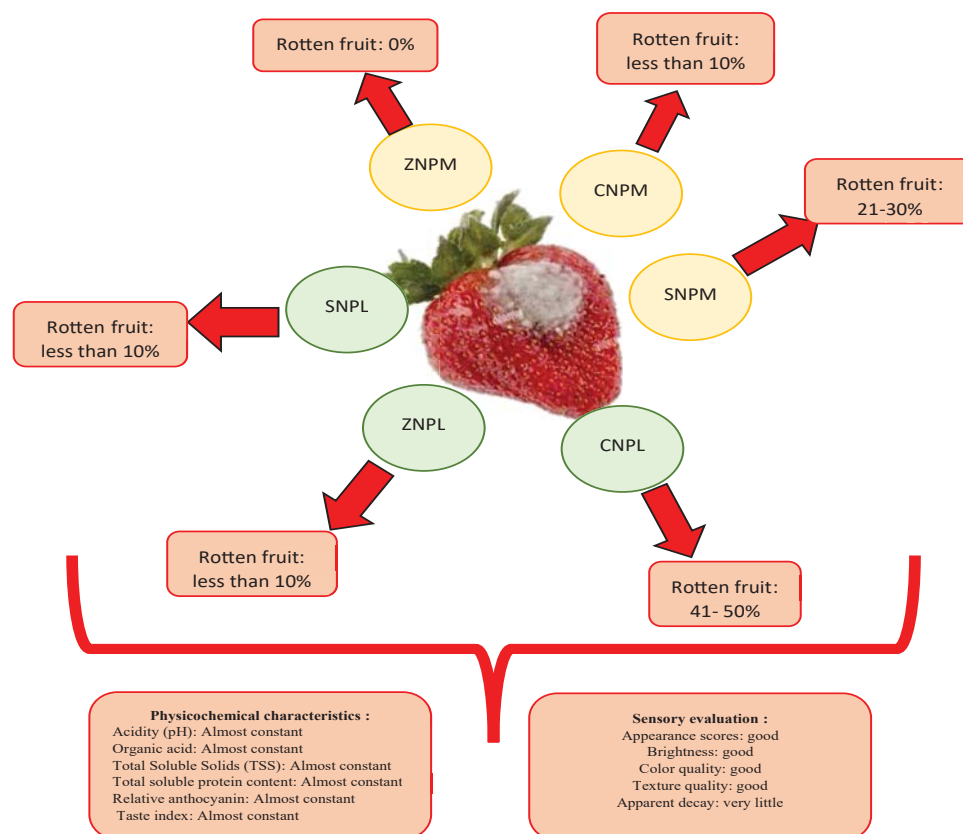 Rotten fruit: 0%
Rotten fruit:
less than 10%
ZNPM
CNPM
Rotten fruit:
21-30%
SNPM
SNPL
Rotten fruit:
less than 10%
ZNPL
CNPL
Rotten fruit:
less than 10%
Rotten fruit:
41- 50%
Physicochemical characteristics :
Acidity (pH): Almost constant
Organic acid: Almost constant
Total Soluble Solids (TSS): Almost constant
Total soluble protein content: Almost constant
Relative anthocyanin: Almost constant
Taste index: Almost constant
Sensory evaluation :
Appearance scores: good
Brightness: good
Color quality: good
Texture quality: good
Apparent decay: very little